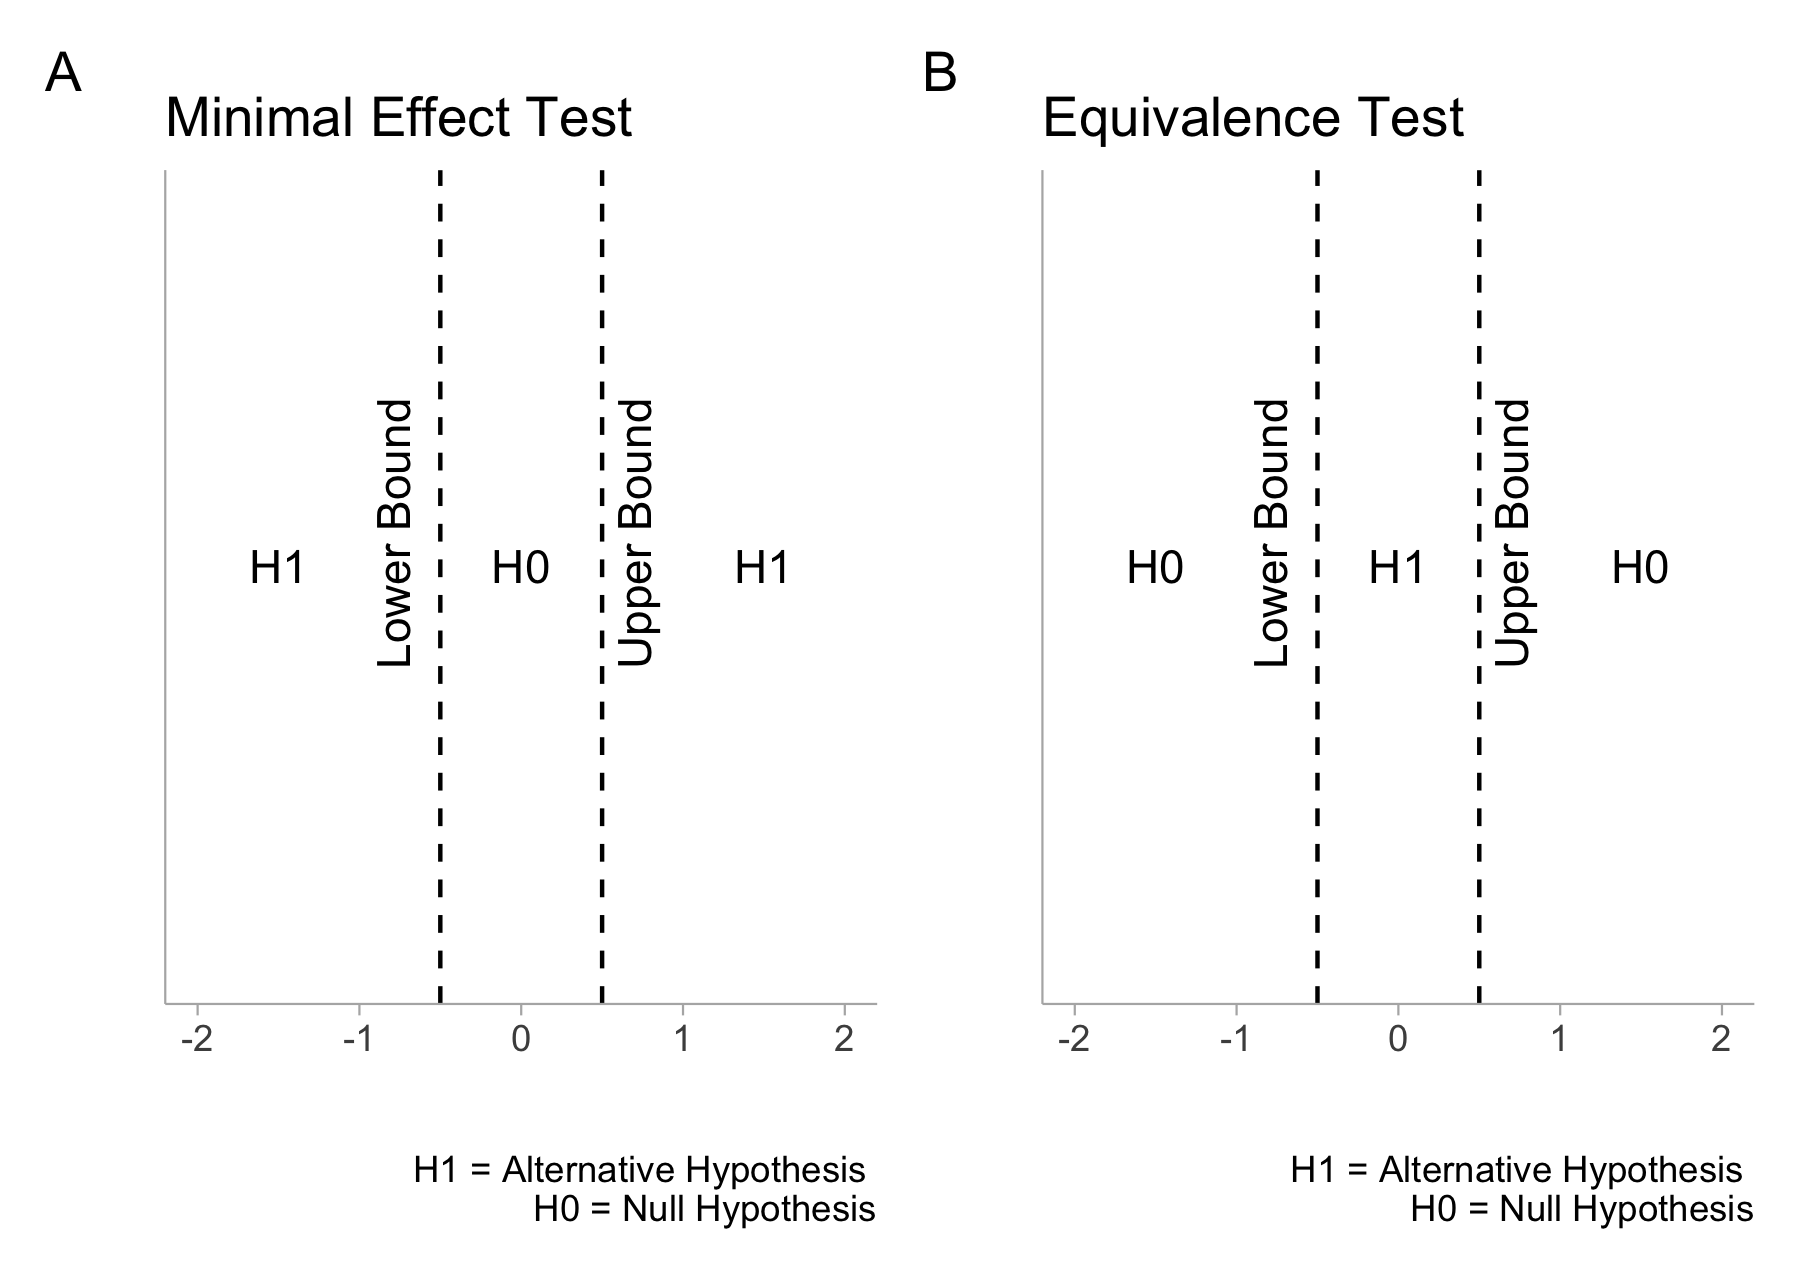 A
Minimal Effect Test
H1
Lower Bound
H0
Upper Bound
H1
-2 -1 0 1 2
H1 = Alternative Hypothesis
H0 = Null Hypothesis
B
Equivalence Test
H0
Lower Bound
H1
Upper Bound
H0
-2 -1 0 1 2
H1 = Alternative Hypothesis
H0 = Null Hypothesis